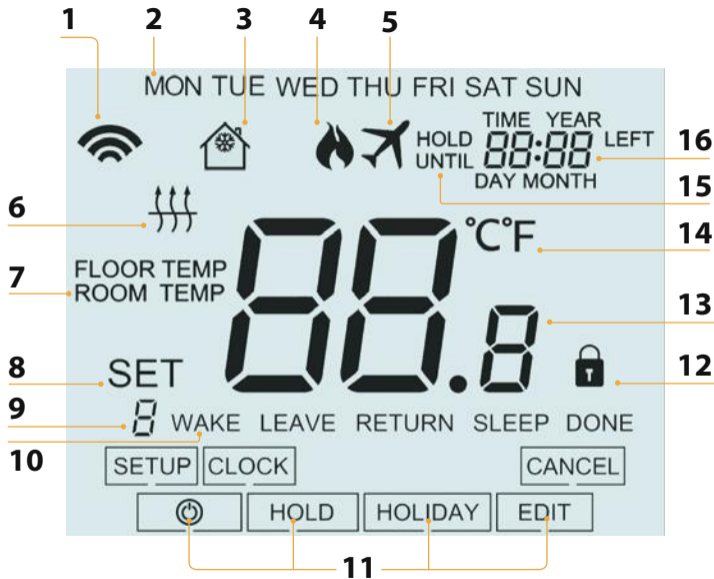 1 2 3 4 5
MON TUE WED THU FRI SAT SUN
TIME YEAR
HOLD 88:88 LEFT 16
UNTIL
DAY MONTH 15
6
88.8 °C°F 14
7 FLOOR TEMP
ROOM TEMP
13
8 SET 12
9 8 WAKE LEAVE RETURN SLEEP DONE
10
SETUP CLOCK CANCEL
HOLD HOLIDAY EDIT
11